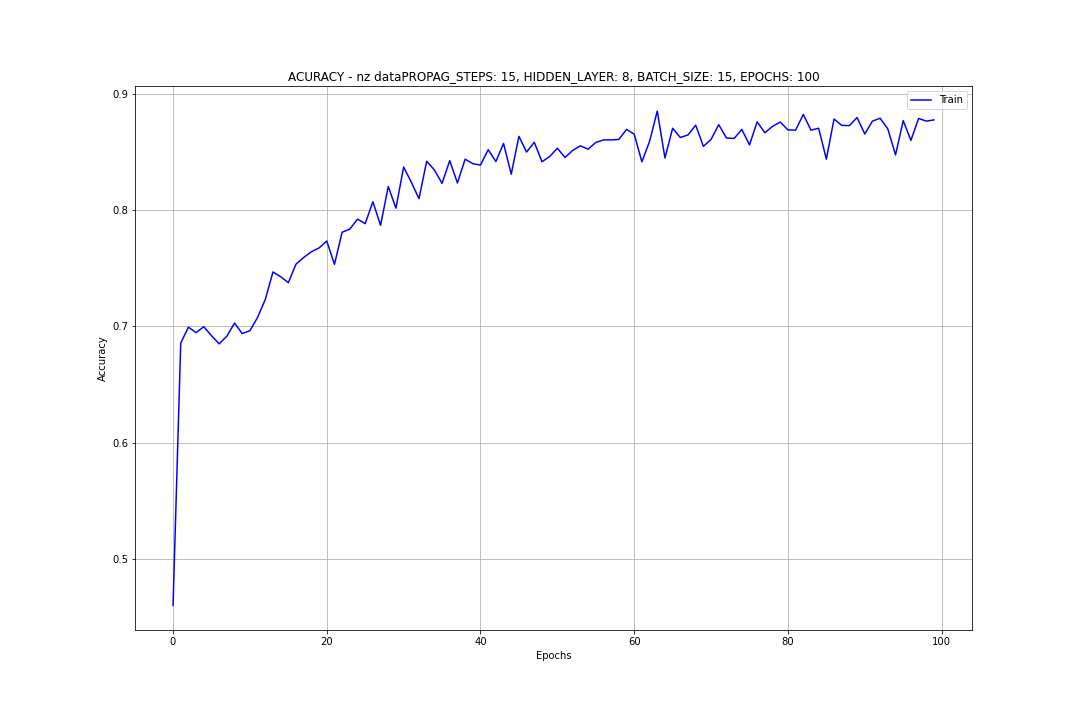 ACURACY - nz dataPROPAG_STEPS: 15, HIDDEN_LAYER: 8, BATCH_SIZE: 15, EPOCHS: 100
Train
0.9
0.8
0.7
0.6
0.5
Accuracy
0 20 40 60 80 100
Epochs